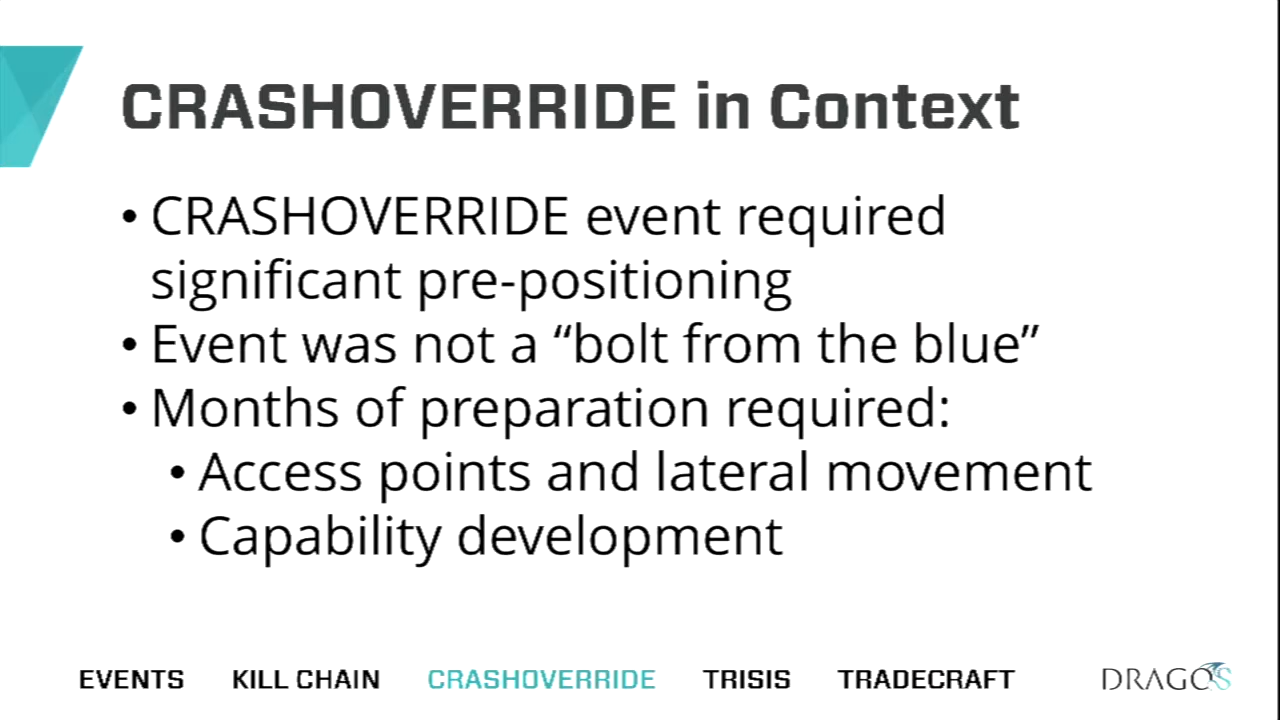 CRASHOVERRIDE in Context
• CRASHOVERRIDE event required
significant pre-positioning
• Event was not a “bolt from the blue”
• Months of preparation required:
• Access points and lateral movement
• Capability development
EVENTS KILL CHAIN CRASHOVERRIDE TRISIS TRADECRAFT DRAGOS